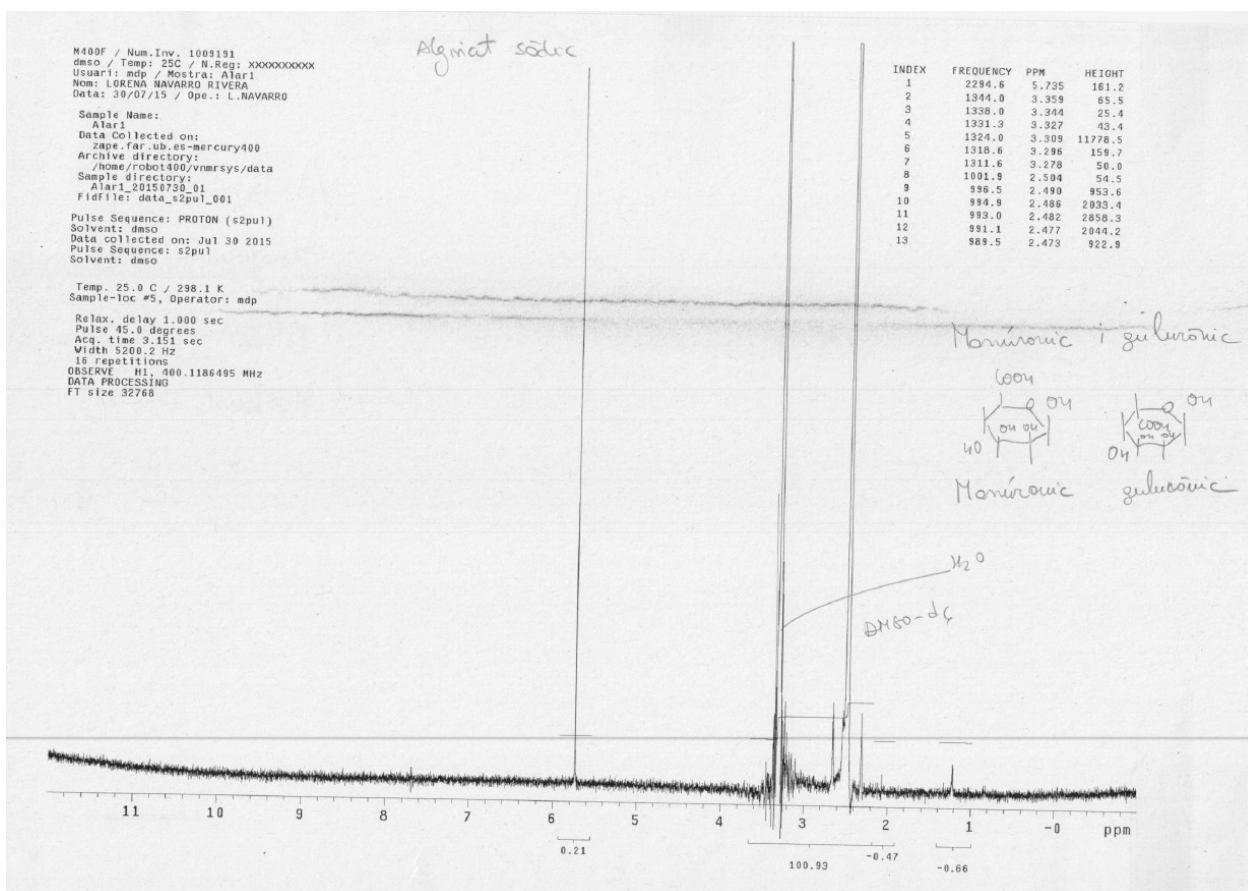 Alginat sòdic
M400F / Num.Inv. 1009191
dmso / Temp: 25C / N.Reg: XXXXXXXXXX
Usuari: mdp / Mostra: Alar1
Nom: LORENA NAVARRO RIVERA
Data: 30/07/15 / Ope.: L.NAVARRO
Sample Name:
Alar1
Data Collected on:
zape.far.ub.es-mercury400
Archive directory:
/home/robot400/vnmrsys/data
Sample directory:
Alar1_20150730_01
FidFile: data_s2pul_001
Pulse Sequence: PROTON (s2pul)
Solvent: dmso
Data collected on: Jul 30 2015
Pulse Sequence: s2pul
Solvent: dmso
Temp. 25.0 C / 298.1 K
Sample-loc #5, Operator: mdp
Relax. delay 1.000 sec
Pulse 45.0 degrees
Acq. time 3.151 sec
Width 5200.2 Hz
16 repetitions
OBSERVE H1, 400.1186495 MHz
DATA PROCESSING
FT size 32768
INDEX FREQUENCY PPM HEIGHT
1 2294.6 5.735 161.2
2 1344.0 3.359 65.5
3 1338.0 3.344 25.4
4 1331.3 3.327 43.4
5 1324.0 3.309 11778.5
6 1318.6 3.296 159.7
7 1311.6 3.278 50.0
8 1001.9 2.504 54.5
9 996.5 2.490 953.6
10 994.9 2.486 2033.4
11 993.0 2.482 2858.3
12 991.1 2.477 2044.2
13 989.5 2.473 922.9
Manúronic i gulurònic
COOH
O OH
OH OH
HO
O OH
COOH
OH OH
OH
Manúronic gulucònic
H2O
DMSO-d6
11 10 9 8 7 6 5 4 3 2 1 -0 ppm
0.21 100.93 -0.47 -0.66